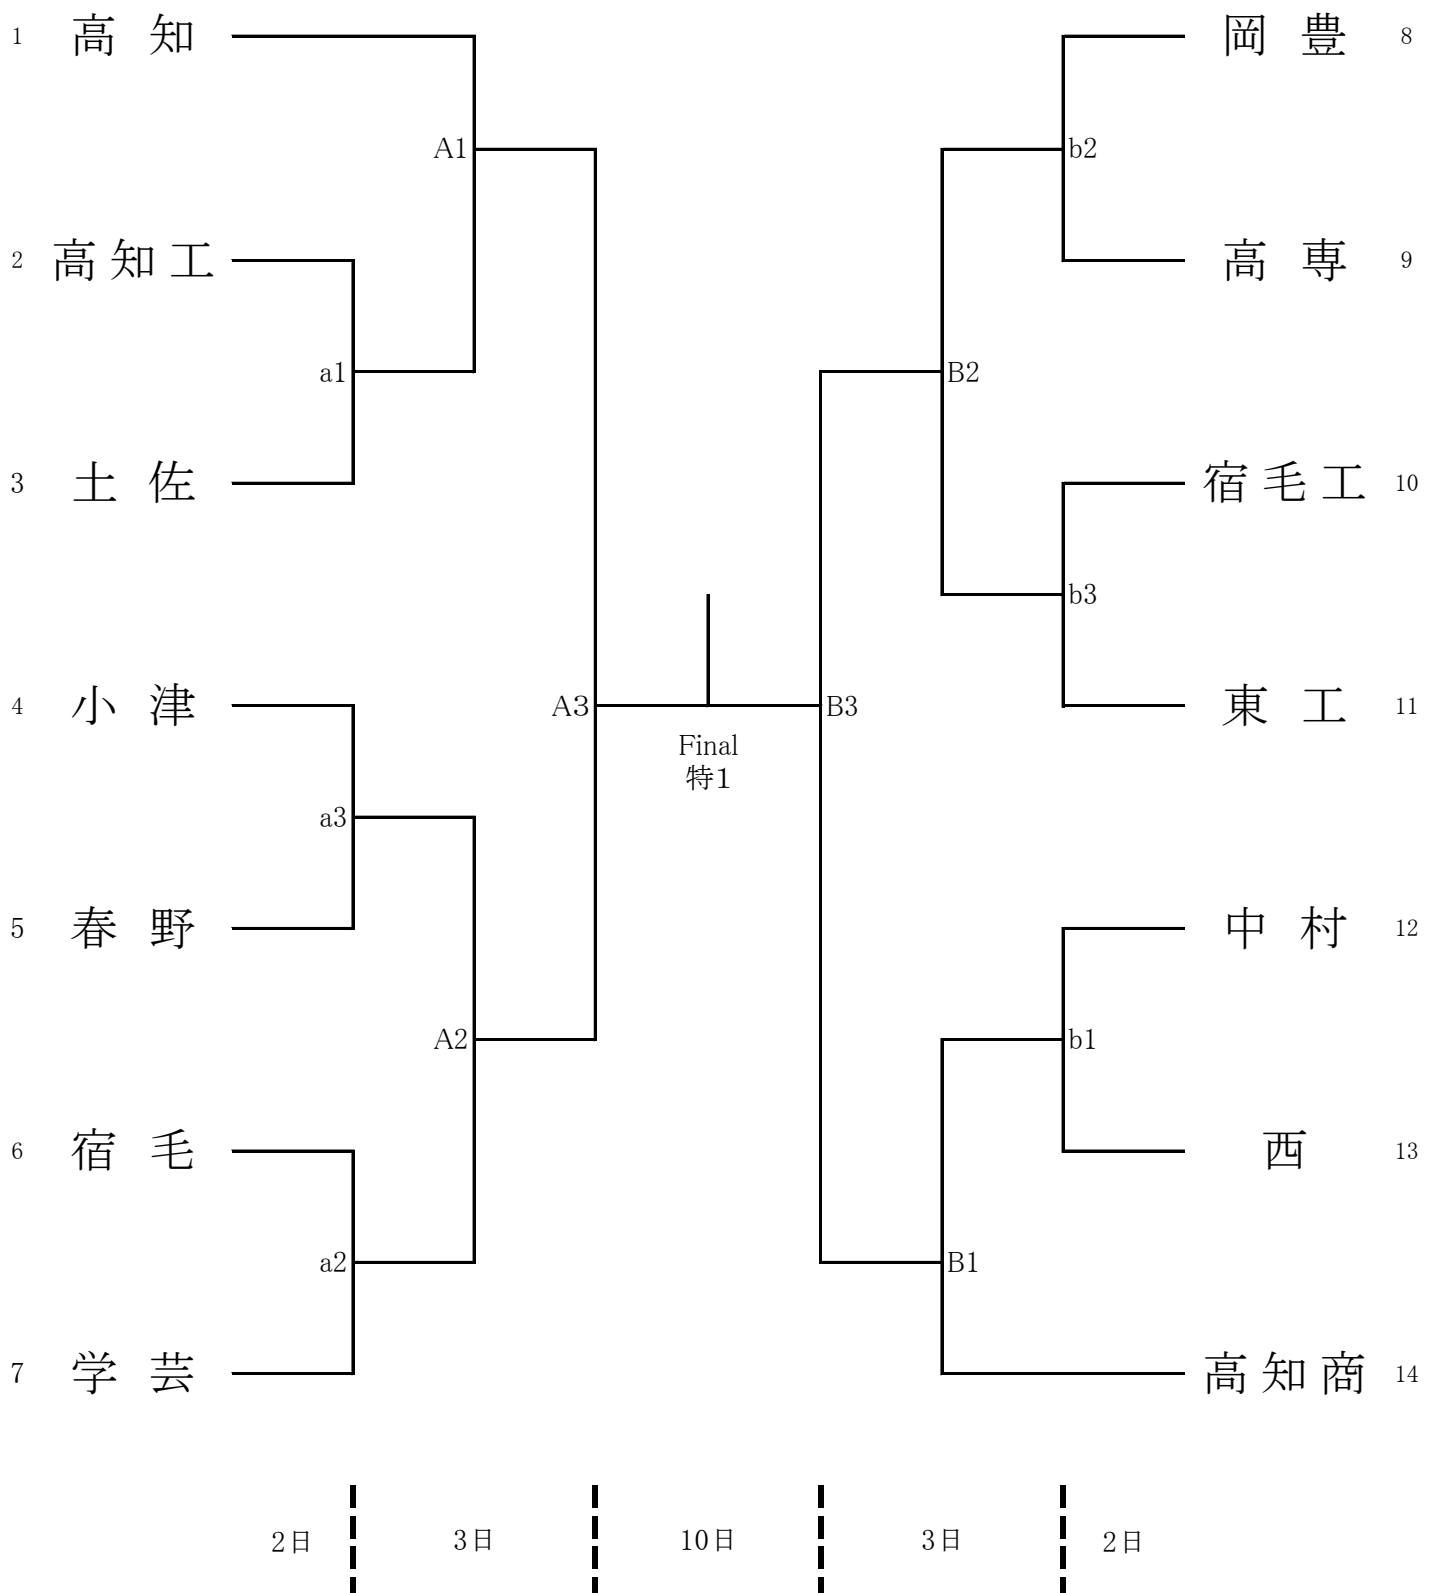 1 高知
岡豊 8
A1
b2
2 高知工
高専 9
a1
B2
3 土佐
宿毛工 10
b3
4 小津
A3
B3
東工 11
Final
特1
a3
5 春野
中村 12
A2
b1
6 宿毛
西 13
a2
B1
7 学芸
高知商 14
2日 3日 10日 3日 2日